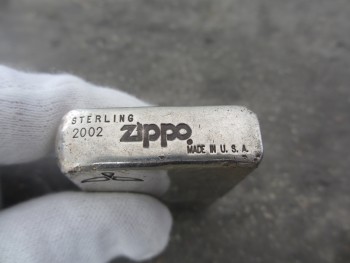 STERLING
2002 zippo
MADE IN U. S. A.